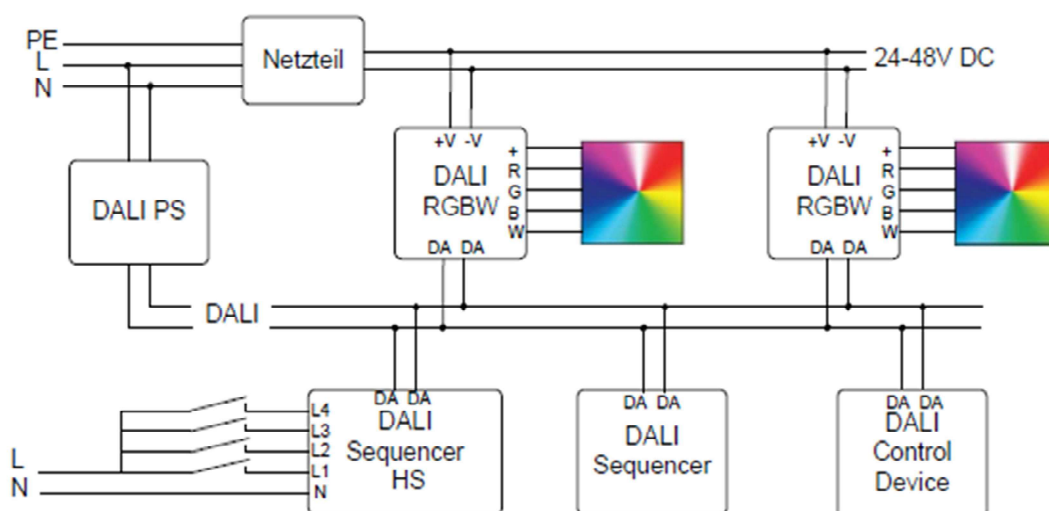 PE
L
N
Netzteil
24-48V DC
DALI PS
+V -V
DALI
RGBW
+
R
G
B
W
DA DA
+V -V
DALI
RGBW
+
R
G
B
W
DA DA
DALI
L
N
L4
L3
L2
L1
N
DA DA
DALI
Sequencer
HS
DA DA
DALI
Sequencer
DA DA
DALI
Control
Device